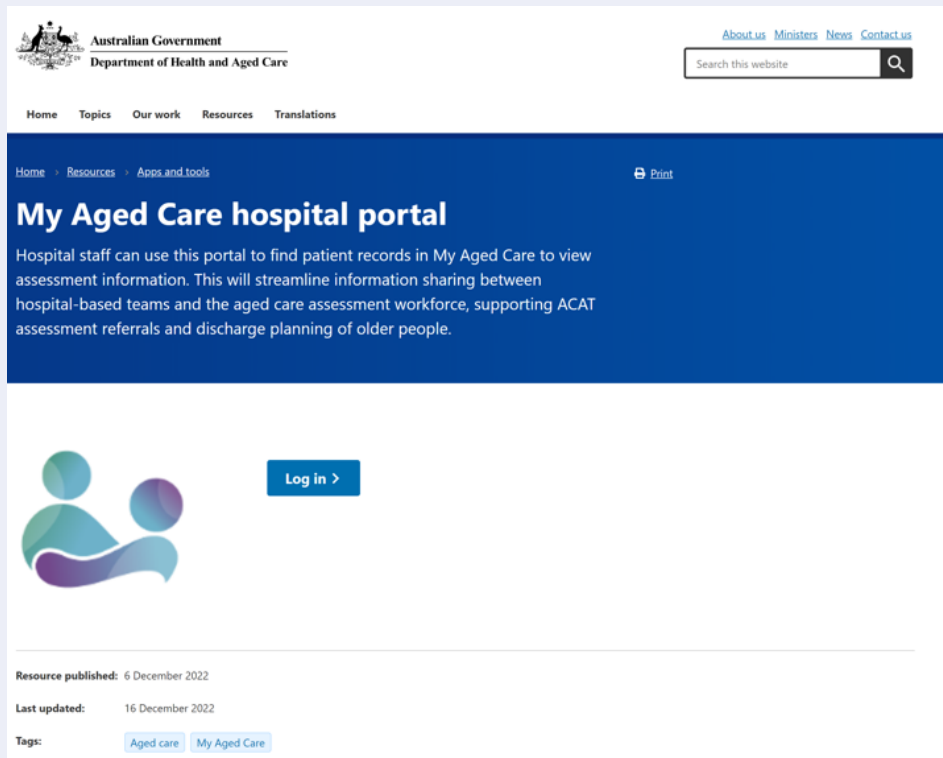 Australian Government
Department of Health and Aged Care
About us Ministers News Contact us
Search this website
Home Topics Our work Resources Translations
Home › Resources › Apps and tools
Print
My Aged Care hospital portal
Hospital staff can use this portal to find patient records in My Aged Care to view
assessment information. This will streamline information sharing between
hospital-based teams and the aged care assessment workforce, supporting ACAT
assessment referrals and discharge planning of older people.
Log in >
Resource published: 6 December 2022
Last updated: 16 December 2022
Tags: Aged care My Aged Care